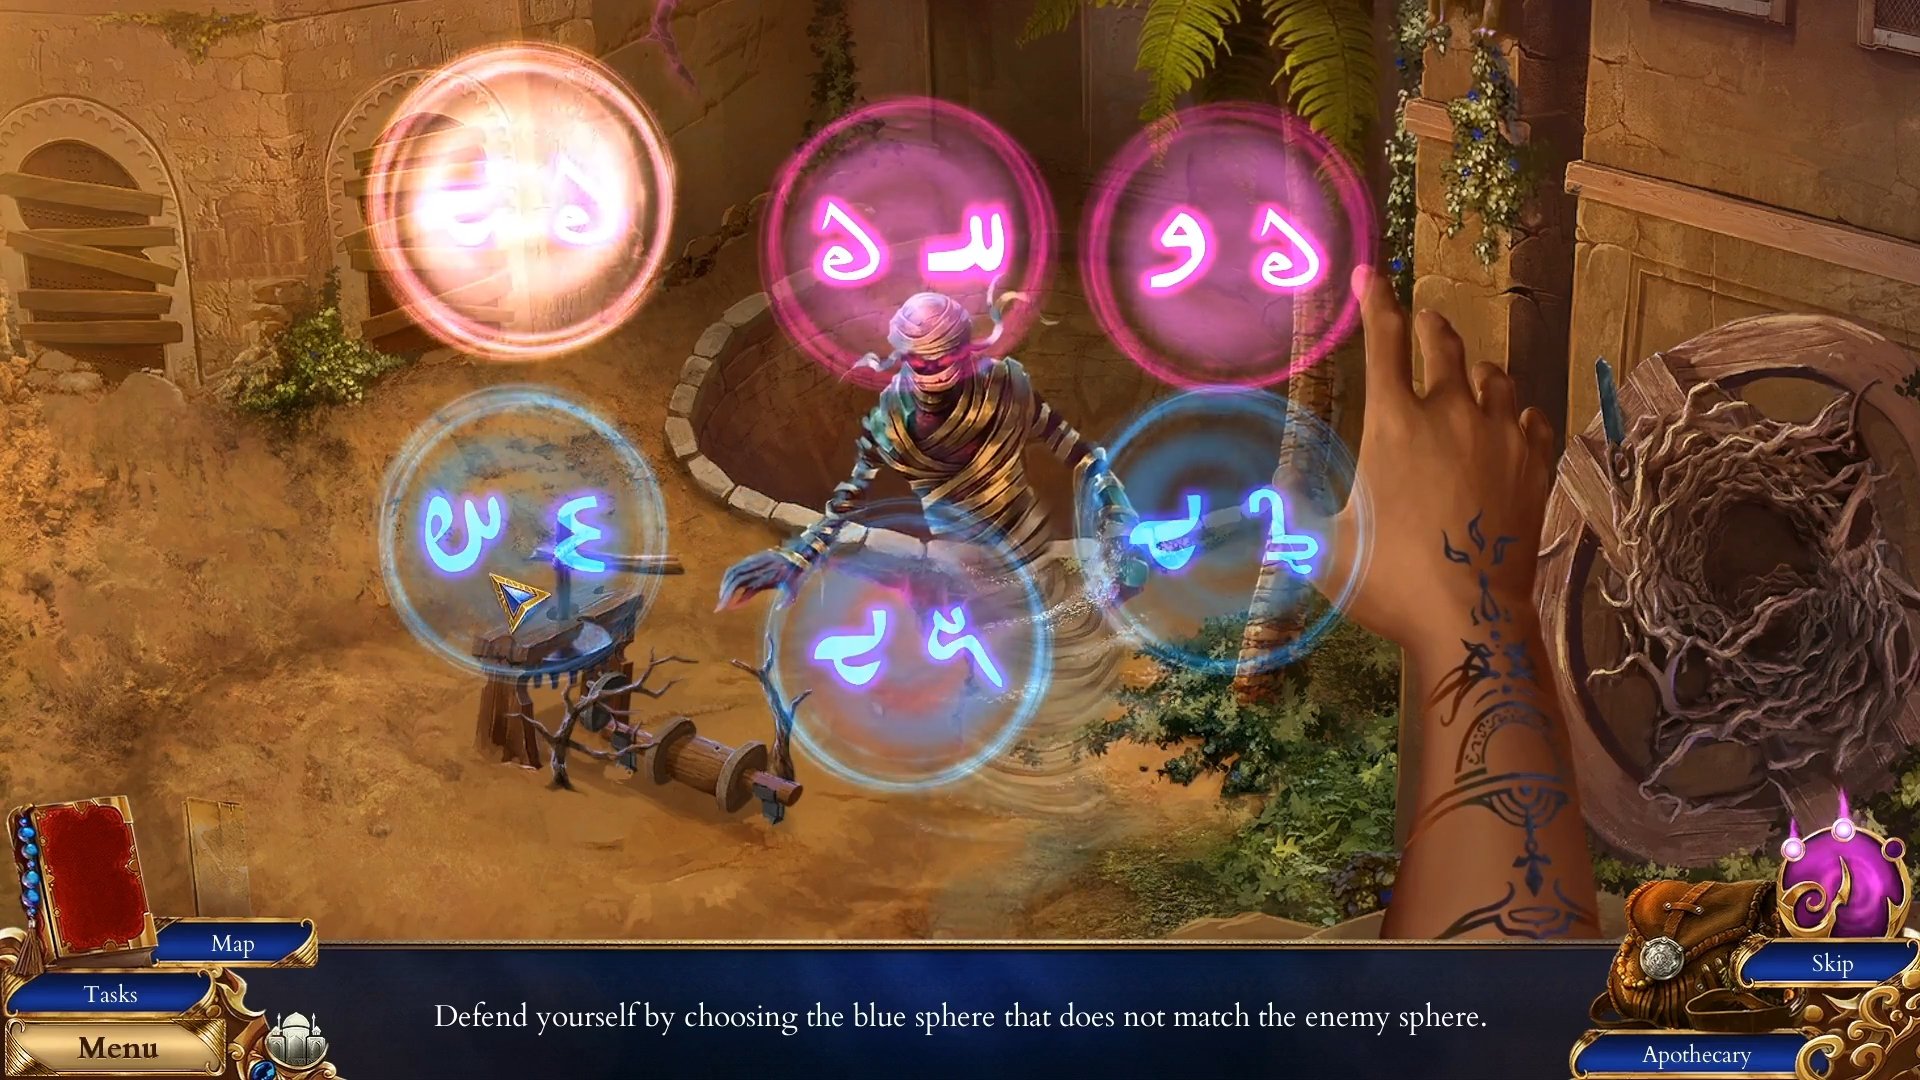 Map
Tasks
Menu
Defend yourself by choosing the blue sphere that does not match the enemy sphere.
Skip
Apothecary